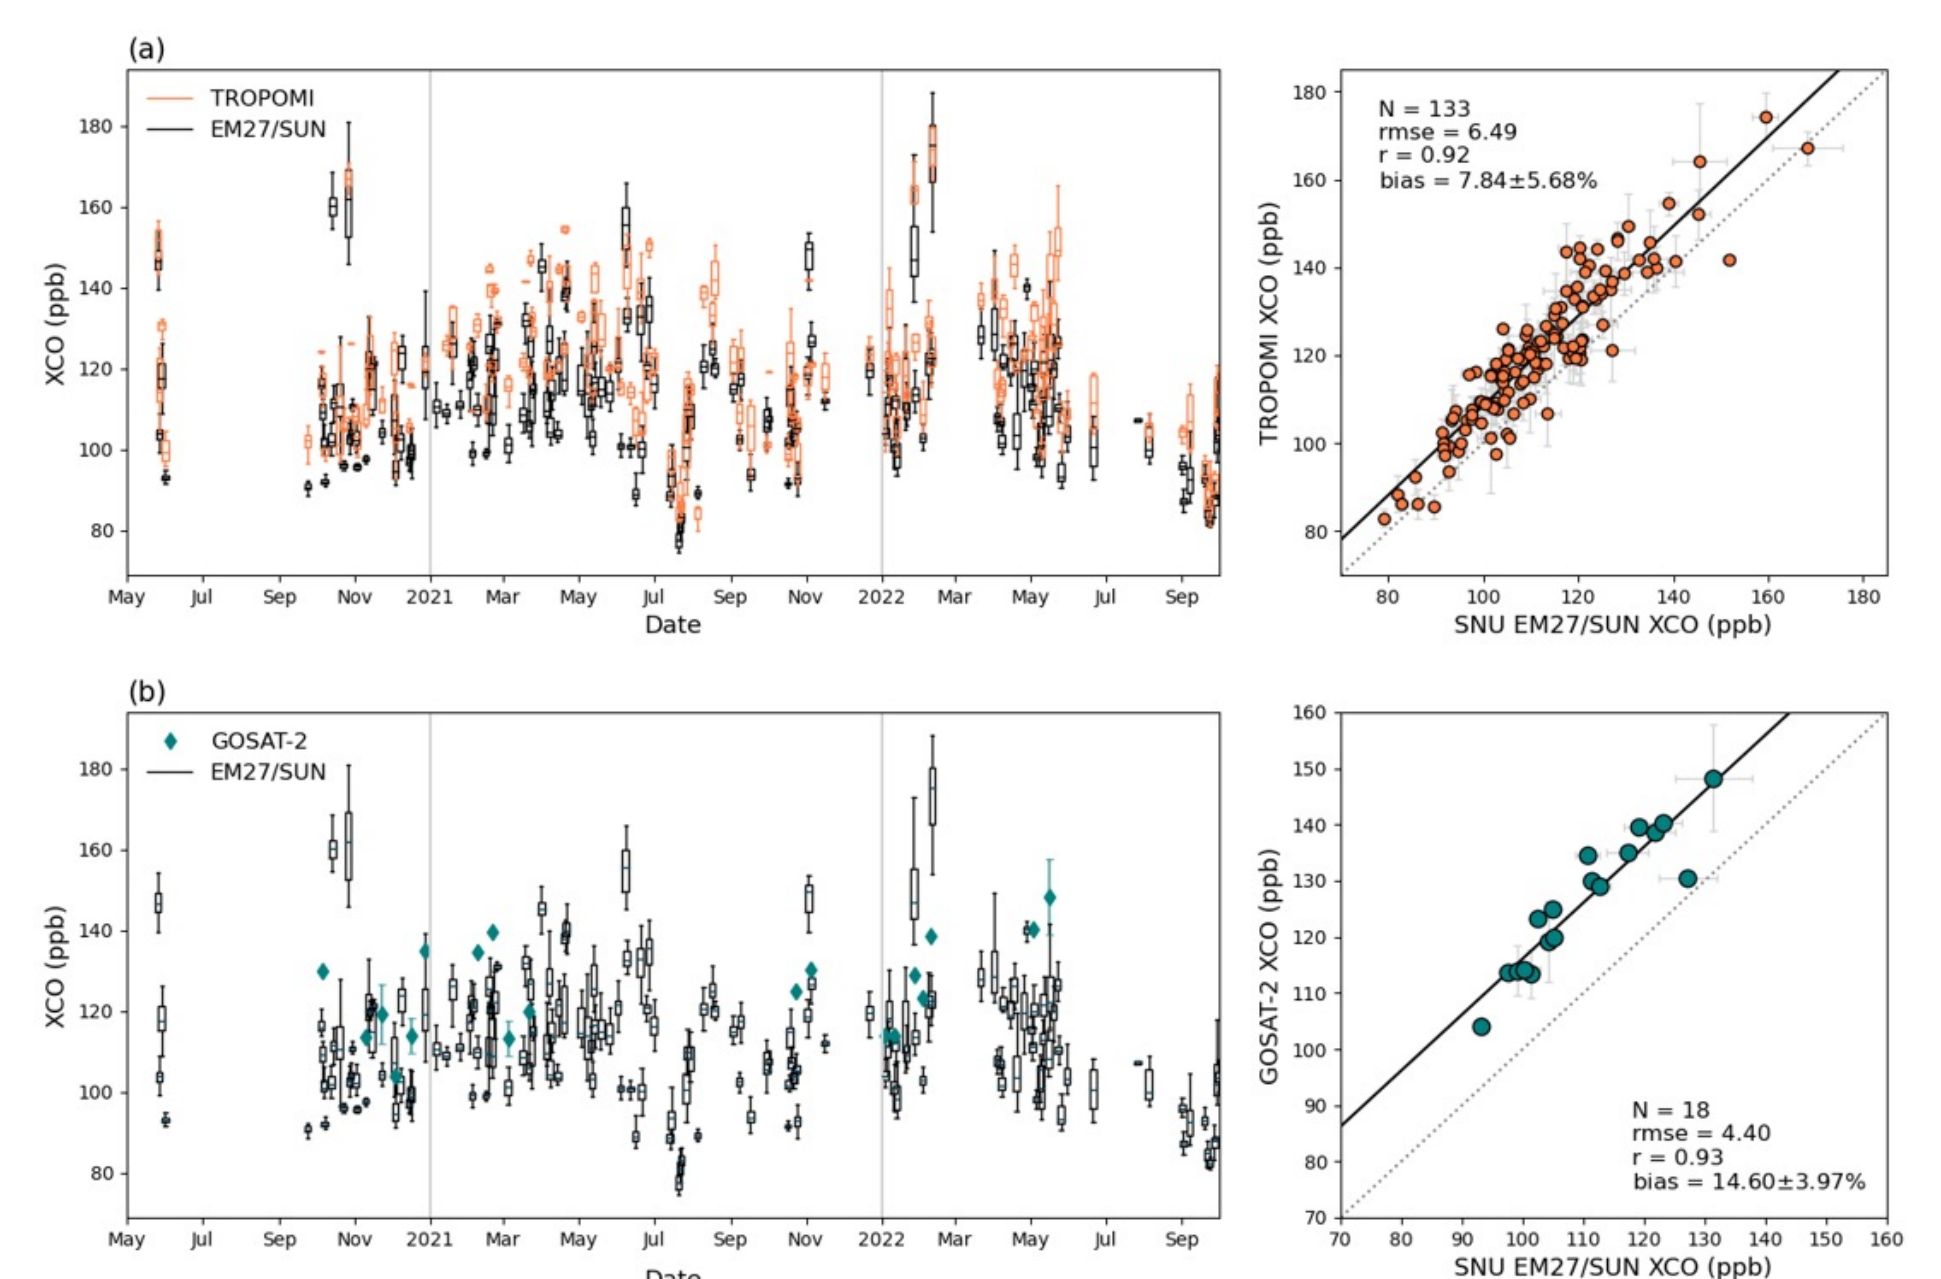 (a)
TROPOMI
EM27/SUN
180
160
140
120
100
80
XCO (ppb)
May Jul Sep Nov 2021 Mar May Jul Sep Nov 2022 Mar May Jul Sep
Date
N = 133
rmse = 6.49
r = 0.92
bias = 7.84±5.68%
180
160
140
120
100
80
TROPOMI XCO (ppb)
80 100 120 140 160 180
SNU EM27/SUN XCO (ppb)
(b)
GOSAT-2
EM27/SUN
180
160
140
120
100
80
XCO (ppb)
May Jul Sep Nov 2021 Mar May Jul Sep Nov 2022 Mar May Jul Sep
Date
160
150
140
130
120
110
100
90
80
70
GOSAT-2 XCO (ppb)
N = 18
rmse = 4.40
r = 0.93
bias = 14.60±3.97%
70 80 90 100 110 120 130 140 150 160
SNU EM27/SUN XCO (ppb)